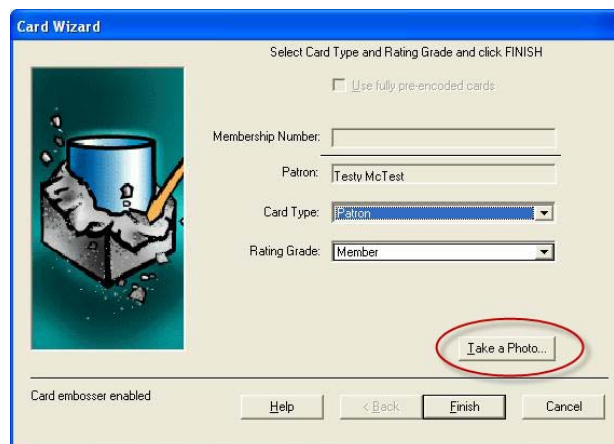 Card Wizard
Select Card Type and Rating Grade and click FINISH
Use fully pre-encoded cards
Membership Number:
Patron: Testy McTest
Card Type: Patron
Rating Grade: Member
Take a Photo...
Card embosser enabled
Help < Back Finish Cancel